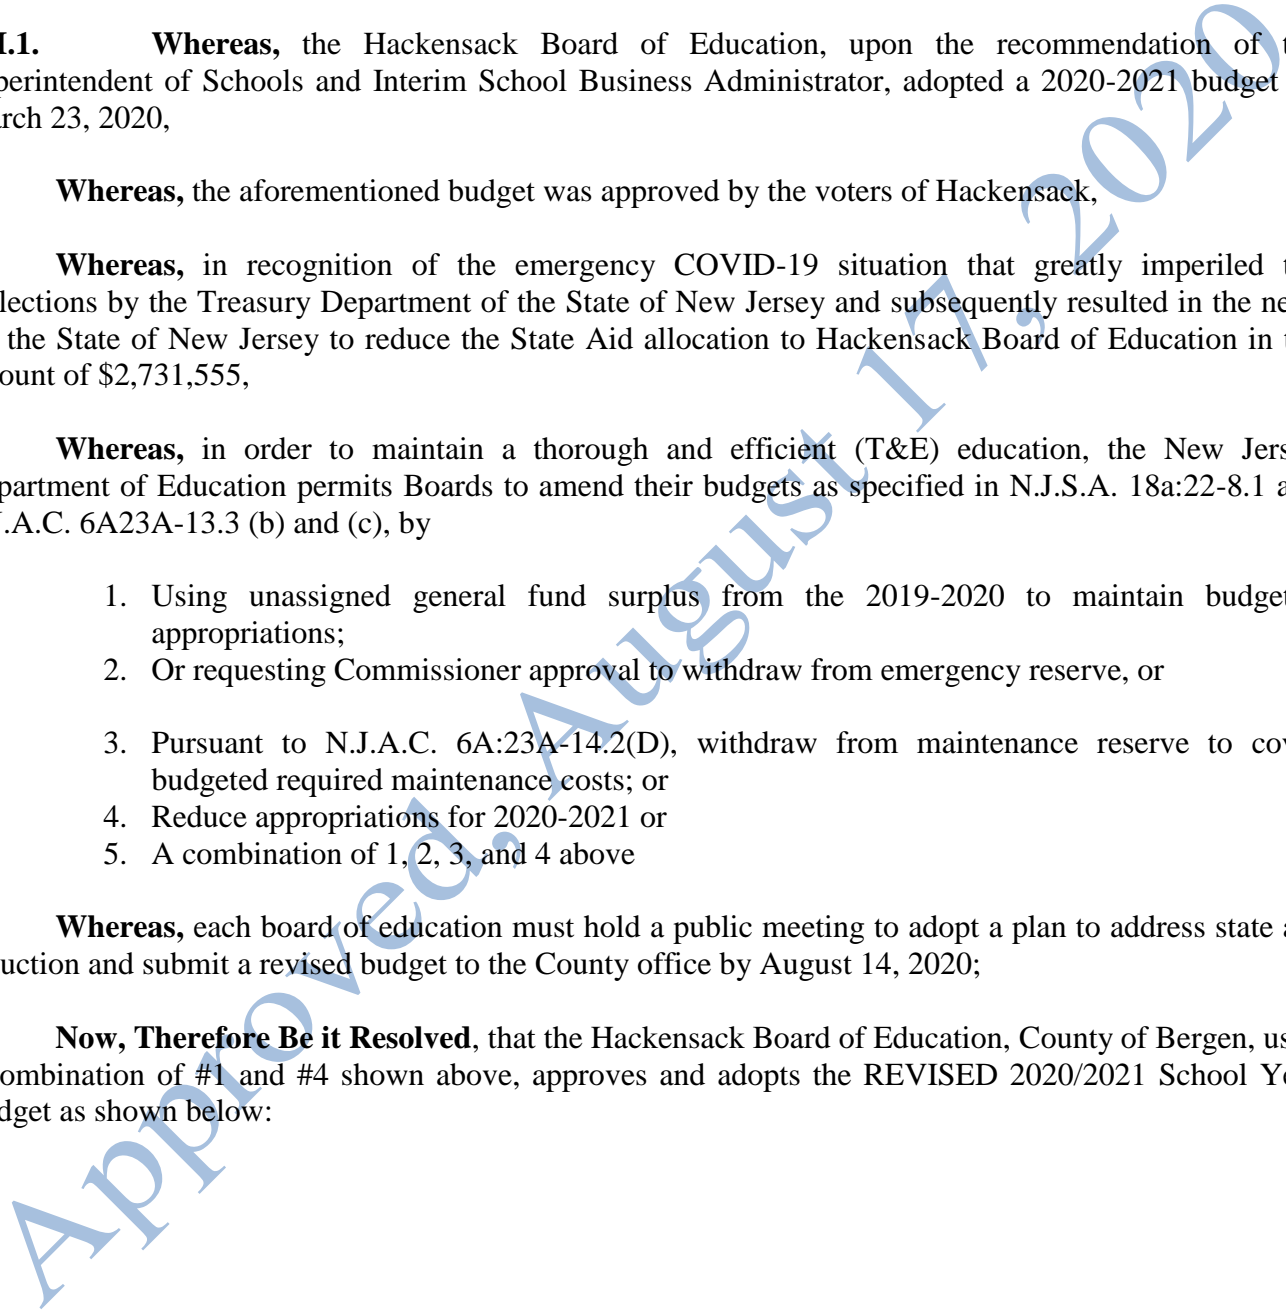 I.1. Whereas, the Hackensack Board of Education, upon the recommendation of t
perintendent of Schools and Interim School Business Administrator, adopted a 2020-2021 budget
rch 23, 2020,
Whereas, the aforementioned budget was approved by the voters of Hackensack,
Whereas, in recognition of the emergency COVID-19 situation that greatly imperiled t
lections by the Treasury Department of the State of New Jersey and subsequently resulted in the ne
the State of New Jersey to reduce the State Aid allocation to Hackensack Board of Education in t
ount of $2,731,555,
Whereas, in order to maintain a thorough and efficient (T&E) education, the New Jers
partment of Education permits Boards to amend their budgets as specified in N.J.S.A. 18a:22-8.1 a
.A.C. 6A23A-13.3 (b) and (c), by
1. Using unassigned general fund surplus from the 2019-2020 to maintain budget
appropriations;
2. Or requesting Commissioner approval to withdraw from emergency reserve, or
3. Pursuant to N.J.A.C. 6A:23A-14.2(D), withdraw from maintenance reserve to cov
budgeted required maintenance costs; or
4. Reduce appropriations for 2020-2021 or
5. A combination of 1, 2, 3, and 4 above
Whereas, each board of education must hold a public meeting to adopt a plan to address state a
uction and submit a revised budget to the County office by August 14, 2020;
Now, Therefore Be it Resolved, that the Hackensack Board of Education, County of Bergen, us
ombination of #1 and #4 shown above, approves and adopts the REVISED 2020/2021 School Ye
dget as shown below:
Approved, August 17, 2020